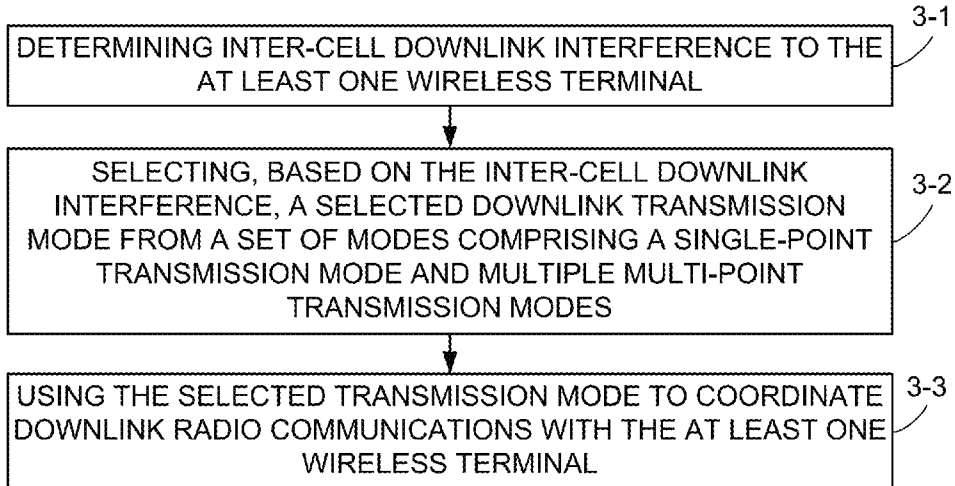 3-1
DETERMINING INTER-CELL DOWNLINK INTERFERENCE TO THE
AT LEAST ONE WIRELESS TERMINAL
SELECTING, BASED ON THE INTER-CELL DOWNLINK
INTERFERENCE, A SELECTED DOWNLINK TRANSMISSION
MODE FROM A SET OF MODES COMPRISING A SINGLE-POINT
TRANSMISSION MODE AND MULTIPLE MULTI-POINT
TRANSMISSION MODES
3-2
USING THE SELECTED TRANSMISSION MODE TO COORDINATE
DOWNLINK RADIO COMMUNICATIONS WITH THE AT LEAST ONE
WIRELESS TERMINAL
3-3